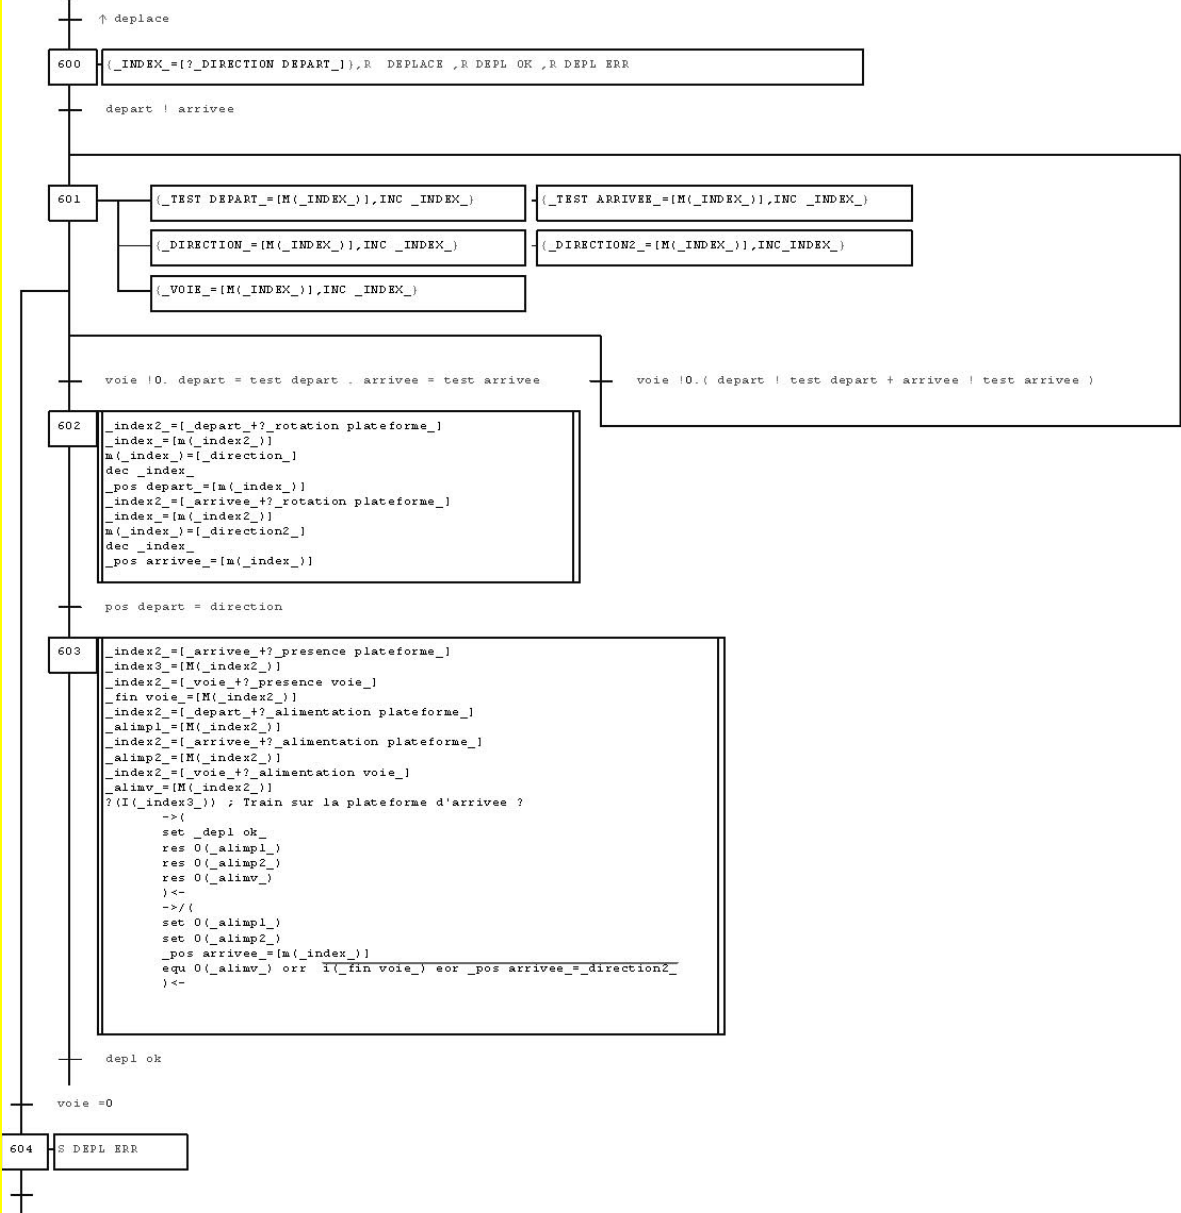 ↑ deplace
600 {_INDEX_=[?_DIRECTION DEPART_]},R  DEPLACE ,R DEPL OK ,R DEPL ERR
depart ! arrivee
601 {_TEST DEPART_=[M(_INDEX_)],INC _INDEX_} {_TEST ARRIVEE_=[M(_INDEX_)],INC _INDEX_}
{_DIRECTION_=[M(_INDEX_)],INC _INDEX_} {_DIRECTION2_=[M(_INDEX_)],INC_INDEX_}
{_VOIE_=[M(_INDEX_)],INC _INDEX_}
voie !0. depart = test depart . arrivee = test arrivee voie !0.( depart ! test depart + arrivee ! test arrivee )
602 _index2_=[_depart_+?_rotation plateforme_]
_index_=[m(_index2_)]
m(_index_)=[_direction_]
dec _index_
_pos depart_=[m(_index_)]
_index2_=[_arrivee_+?_rotation plateforme_]
_index_=[m(_index2_)]
m(_index_)=[_direction2_]
dec _index_
_pos arrivee_=[m(_index_)]
pos depart = direction
603 _index2_=[_arrivee_+?_presence plateforme_]
_index3_=[M(_index2_)]
_index2_=[_voie_+?_presence voie_]
_fin voie_=[M(_index2_)]
_index2_=[_depart_+?_alimentation plateforme_]
_alimp1_=[M(_index2_)]
_index2_=[_arrivee_+?_alimentation plateforme_]
_alimp2_=[M(_index2_)]
_index2_=[_voie_+?_alimentation voie_]
_alimv_=[M(_index2_)]
?(I(_index3_)) ; Train sur la plateforme d'arrivee ?
->(
set _depl ok_
res O(_alimp1_)
res O(_alimp2_)
res O(_alimv_)
)<-
->/(
set O(_alimp1_)
set O(_alimp2_)
_pos arrivee_=[m(_index_)]
equ O(_alimv_) orr  i(_fin voie_) eor _pos arrivee_=_direction2_
)<-
depl ok
voie =0
604 S DEPL ERR